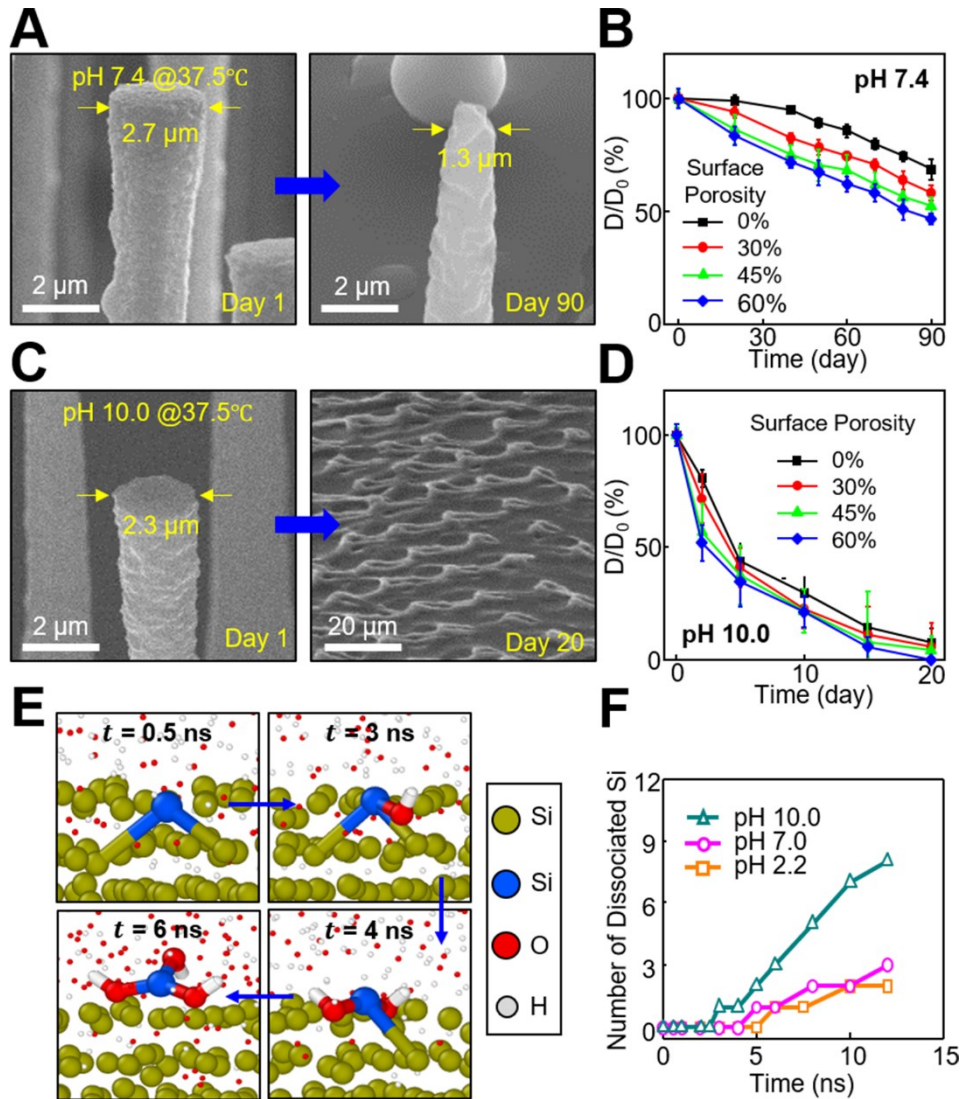 A
pH 7.4 @37.5℃
2.7 µm
2 µm
Day 1
1.3 µm
2 µm
Day 90
B
pH 7.4
D/D0 (%)
100
50
0
Surface
Porosity
0%
30%
45%
60%
0 30 60 90
Time (day)
C
pH 10.0 @37.5℃
2.3 µm
2 µm
Day 1
20 µm
Day 20
D
D/D0 (%)
100
50
0
Surface Porosity
0%
30%
45%
60%
pH 10.0
0 10 20
Time (day)
E
t = 0.5 ns
t = 3 ns
t = 6 ns
t = 4 ns
Si
Si
O
H
F
Number of Dissociated Si
12
9
6
3
0
pH 10.0
pH 7.0
pH 2.2
0 5 10 15
Time (ns)